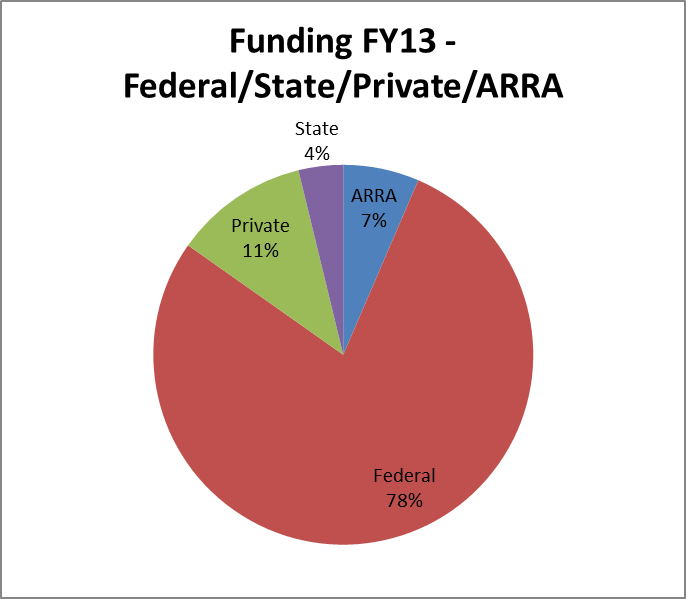 Funding FY13 -
Federal/State/Private/ARRA
State
4%
ARRA
7%
Private
11%
Federal
78%